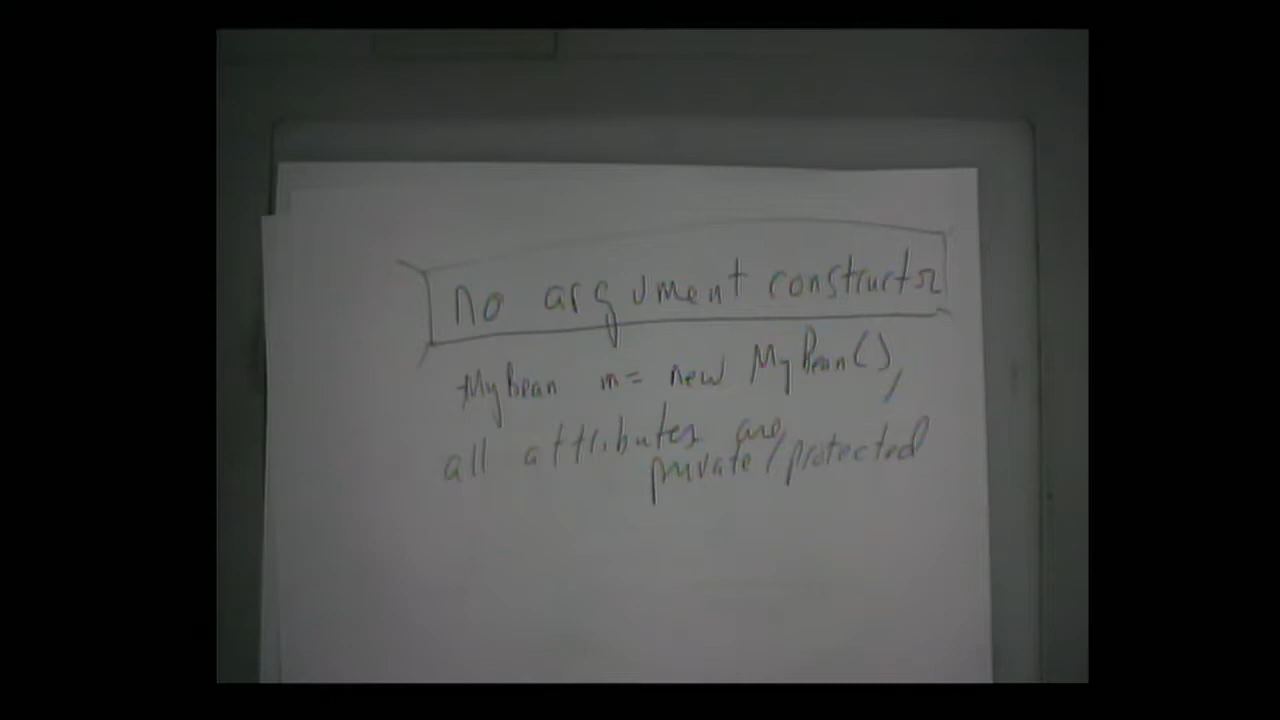 no argument constructor
MyBean m = new MyBean();
all attributes are
private/protected